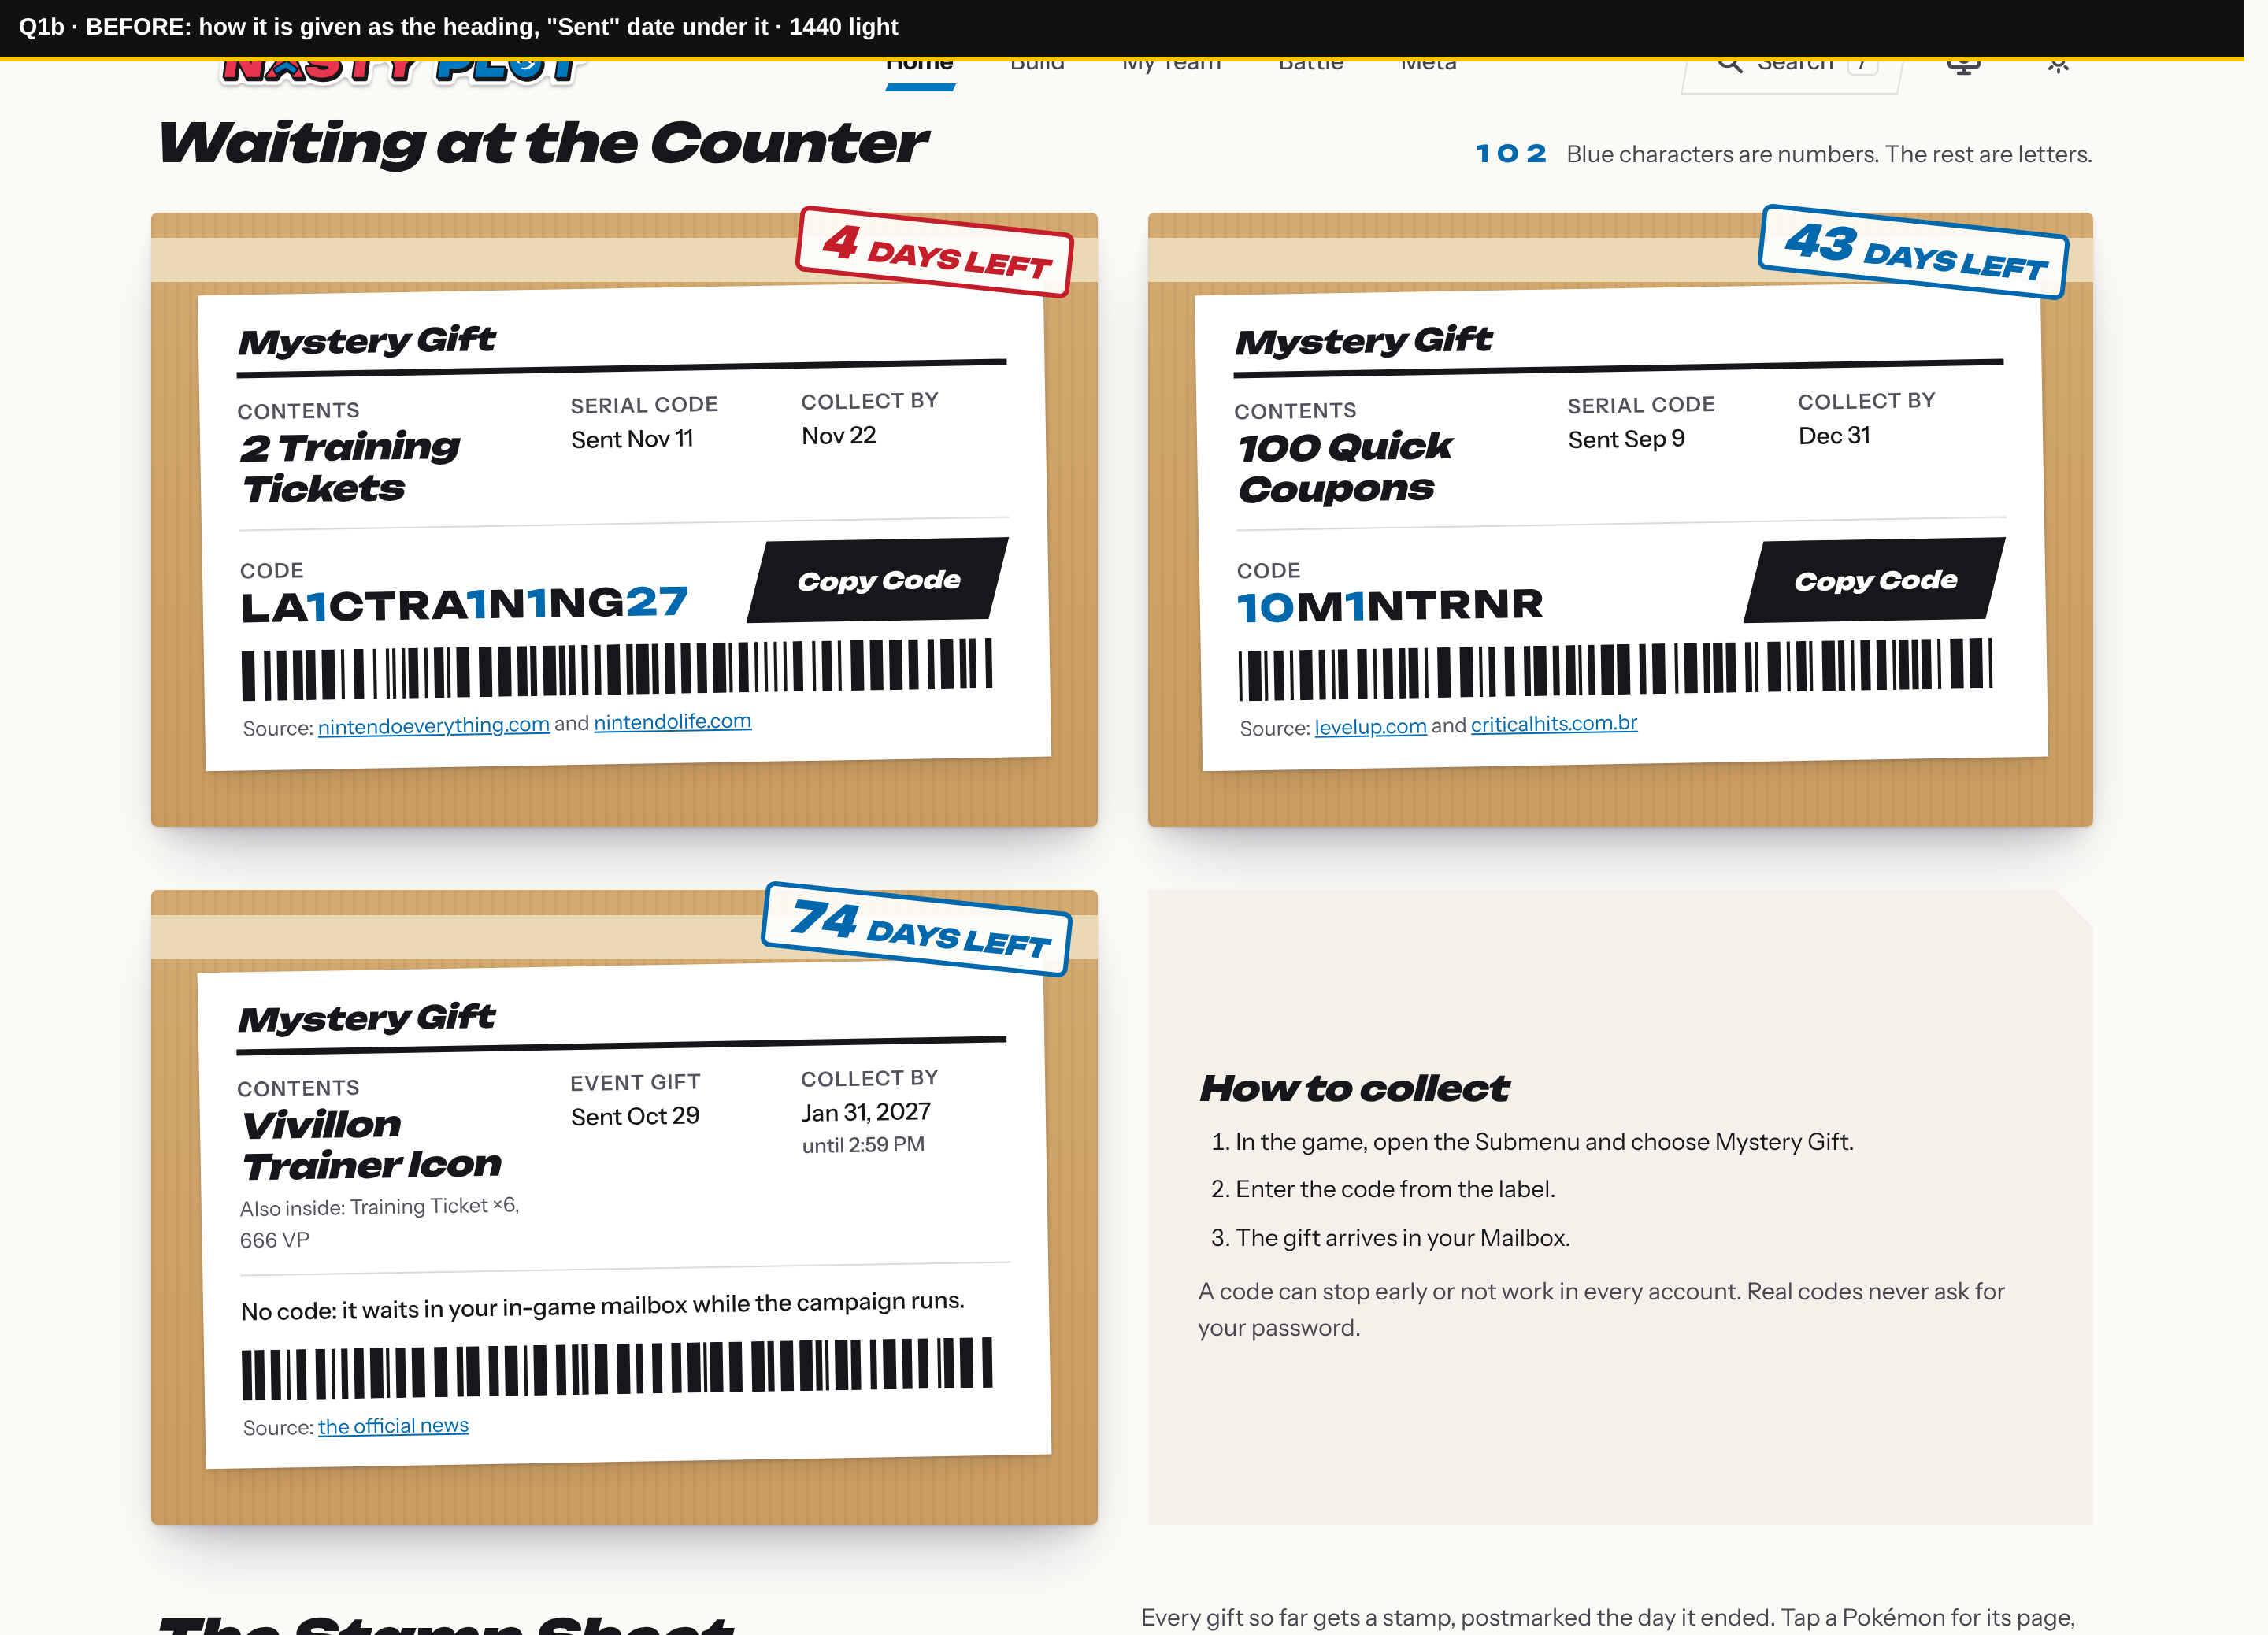 Q1b · BEFORE: how it is given as the heading, "Sent" date under it · 1440 light
NASTY PLOT
Home
Build
My Team
Battle
Meta
Search /
Waiting at the Counter
1 0 2 Blue characters are numbers. The rest are letters.
4 DAYS LEFT
Mystery Gift
CONTENTS
2 Training
Tickets
SERIAL CODE
Sent Nov 11
COLLECT BY
Nov 22
CODE
LA1CTRA1N1NG27
Copy Code
Source: nintendoeverything.com and nintendolife.com
43 DAYS LEFT
Mystery Gift
CONTENTS
100 Quick
Coupons
SERIAL CODE
Sent Sep 9
COLLECT BY
Dec 31
CODE
10M1NTRNR
Copy Code
Source: levelup.com and criticalhits.com.br
74 DAYS LEFT
Mystery Gift
CONTENTS
Vivillon
Trainer Icon
Also inside: Training Ticket ×6,
666 VP
EVENT GIFT
Sent Oct 29
COLLECT BY
Jan 31, 2027
until 2:59 PM
No code: it waits in your in-game mailbox while the campaign runs.
Source: the official news
How to collect
1. In the game, open the Submenu and choose Mystery Gift.
2. Enter the code from the label.
3. The gift arrives in your Mailbox.
A code can stop early or not work in every account. Real codes never ask for
your password.
The Stamp Sheet
Every gift so far gets a stamp, postmarked the day it ended. Tap a Pokémon for its page,